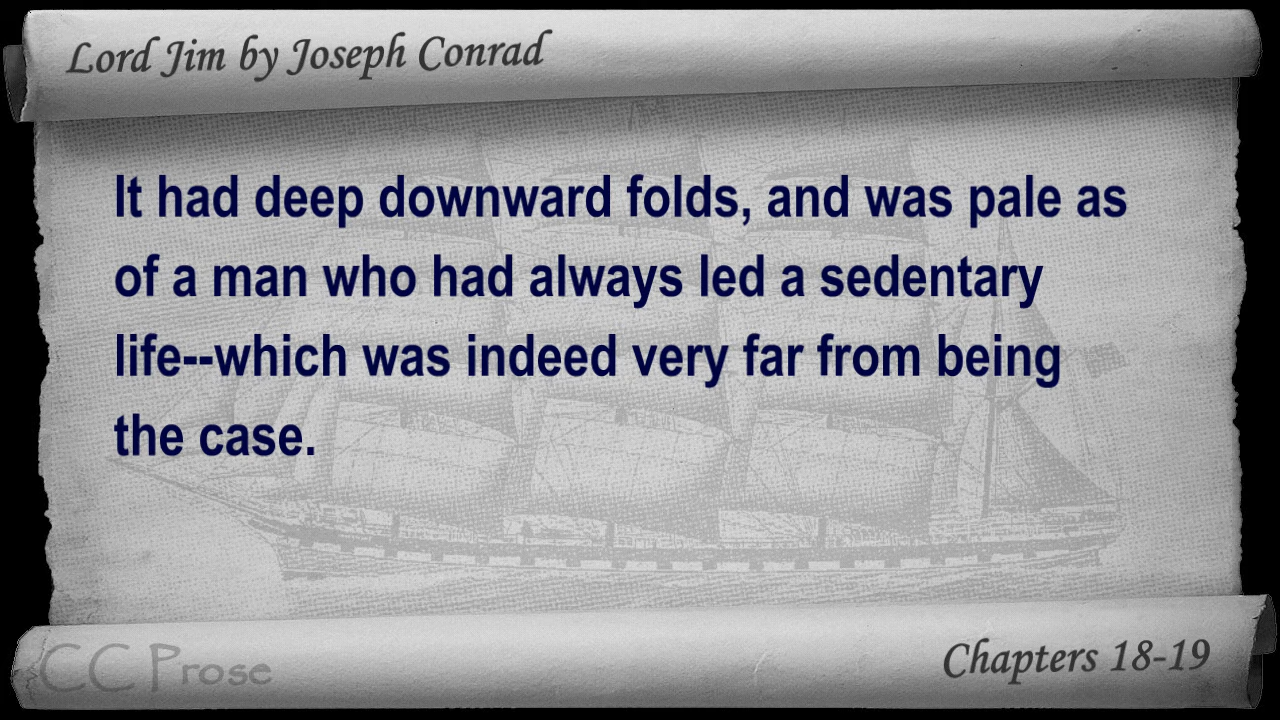 Lord Jim by Joseph Conrad
It had deep downward folds, and was pale as
of a man who had always led a sedentary
life--which was indeed very far from being
the case.
CC Prose
Chapters 18-19